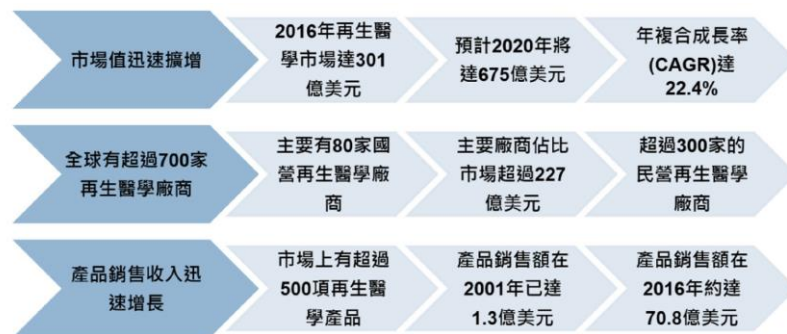 市場值迅速擴增
2016年再生醫
學市場達301
億美元
預計2020年將
達675億美元
年複合成長率
(CAGR)達
22.4%
全球有超過700家
再生醫學廠商
主要有80家國
營再生醫學廠
商
主要廠商佔比
市場超過227
億美元
超過300家的
民營再生醫學
廠商
產品銷售收入迅
速增長
市場上有超過
500項再生醫
學產品
產品銷售額在
2001年已達
1.3億美元
產品銷售額在
2016年約達
70.8億美元